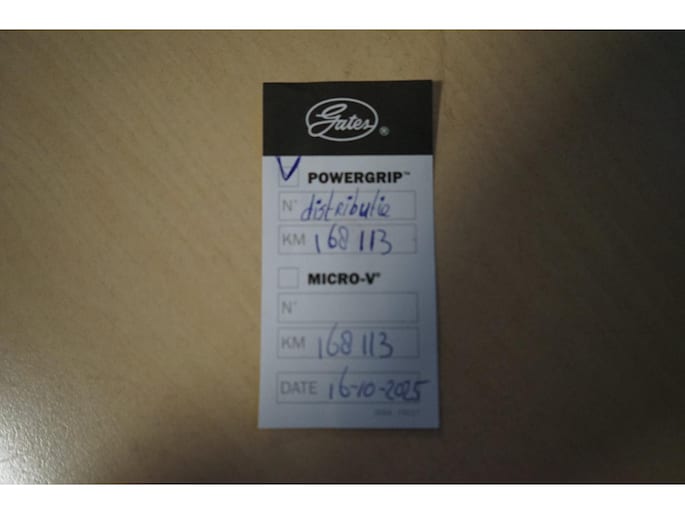 Gates®
POWERGRIP™
N° distributie
KM 168 113
MICRO-V®
N°
KM 168 113
DATE 16-10-2025